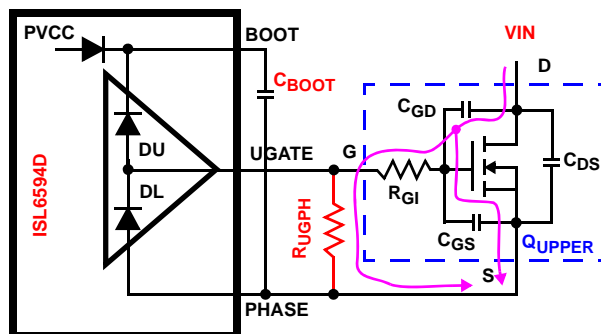 PVCC
BOOT
VIN
D
CBOOT
CGD
DU
UGATE
G
CDS
ISL6594D
DL
RGI
RUGPH
CGS
QUPPER
S
PHASE